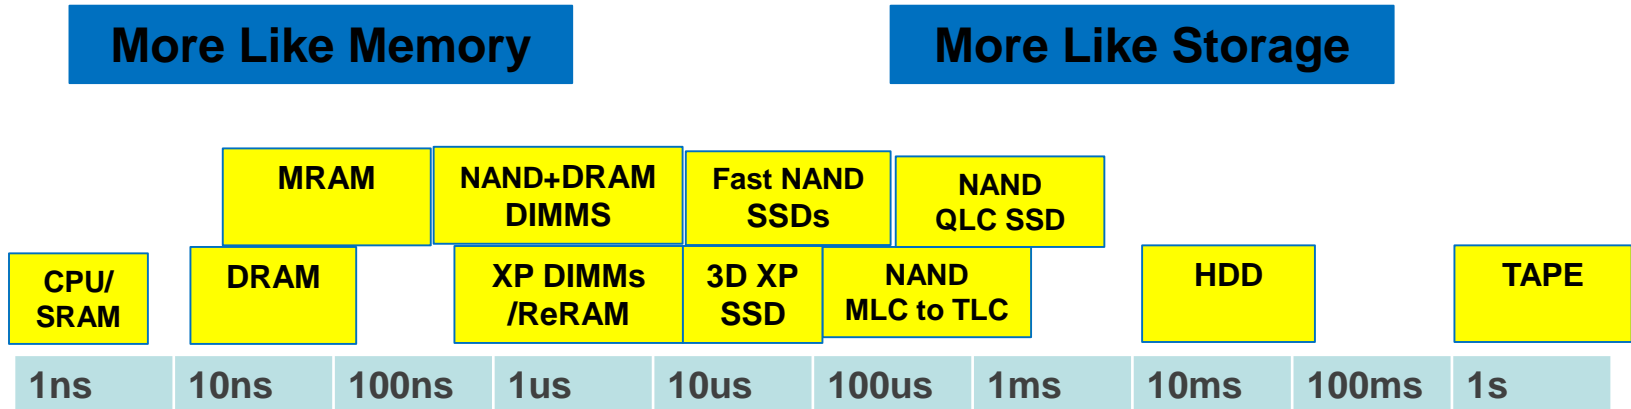 More Like Memory
More Like Storage
MRAM
NAND+DRAM
DIMMS
Fast NAND
SSDs
NAND
QLC SSD
CPU/
SRAM
DRAM
XP DIMMs
/ReRAM
3D XP
SSD
NAND
MLC to TLC
HDD
TAPE
1ns
10ns
100ns
1us
10us
100us
1ms
10ms
100ms
1s